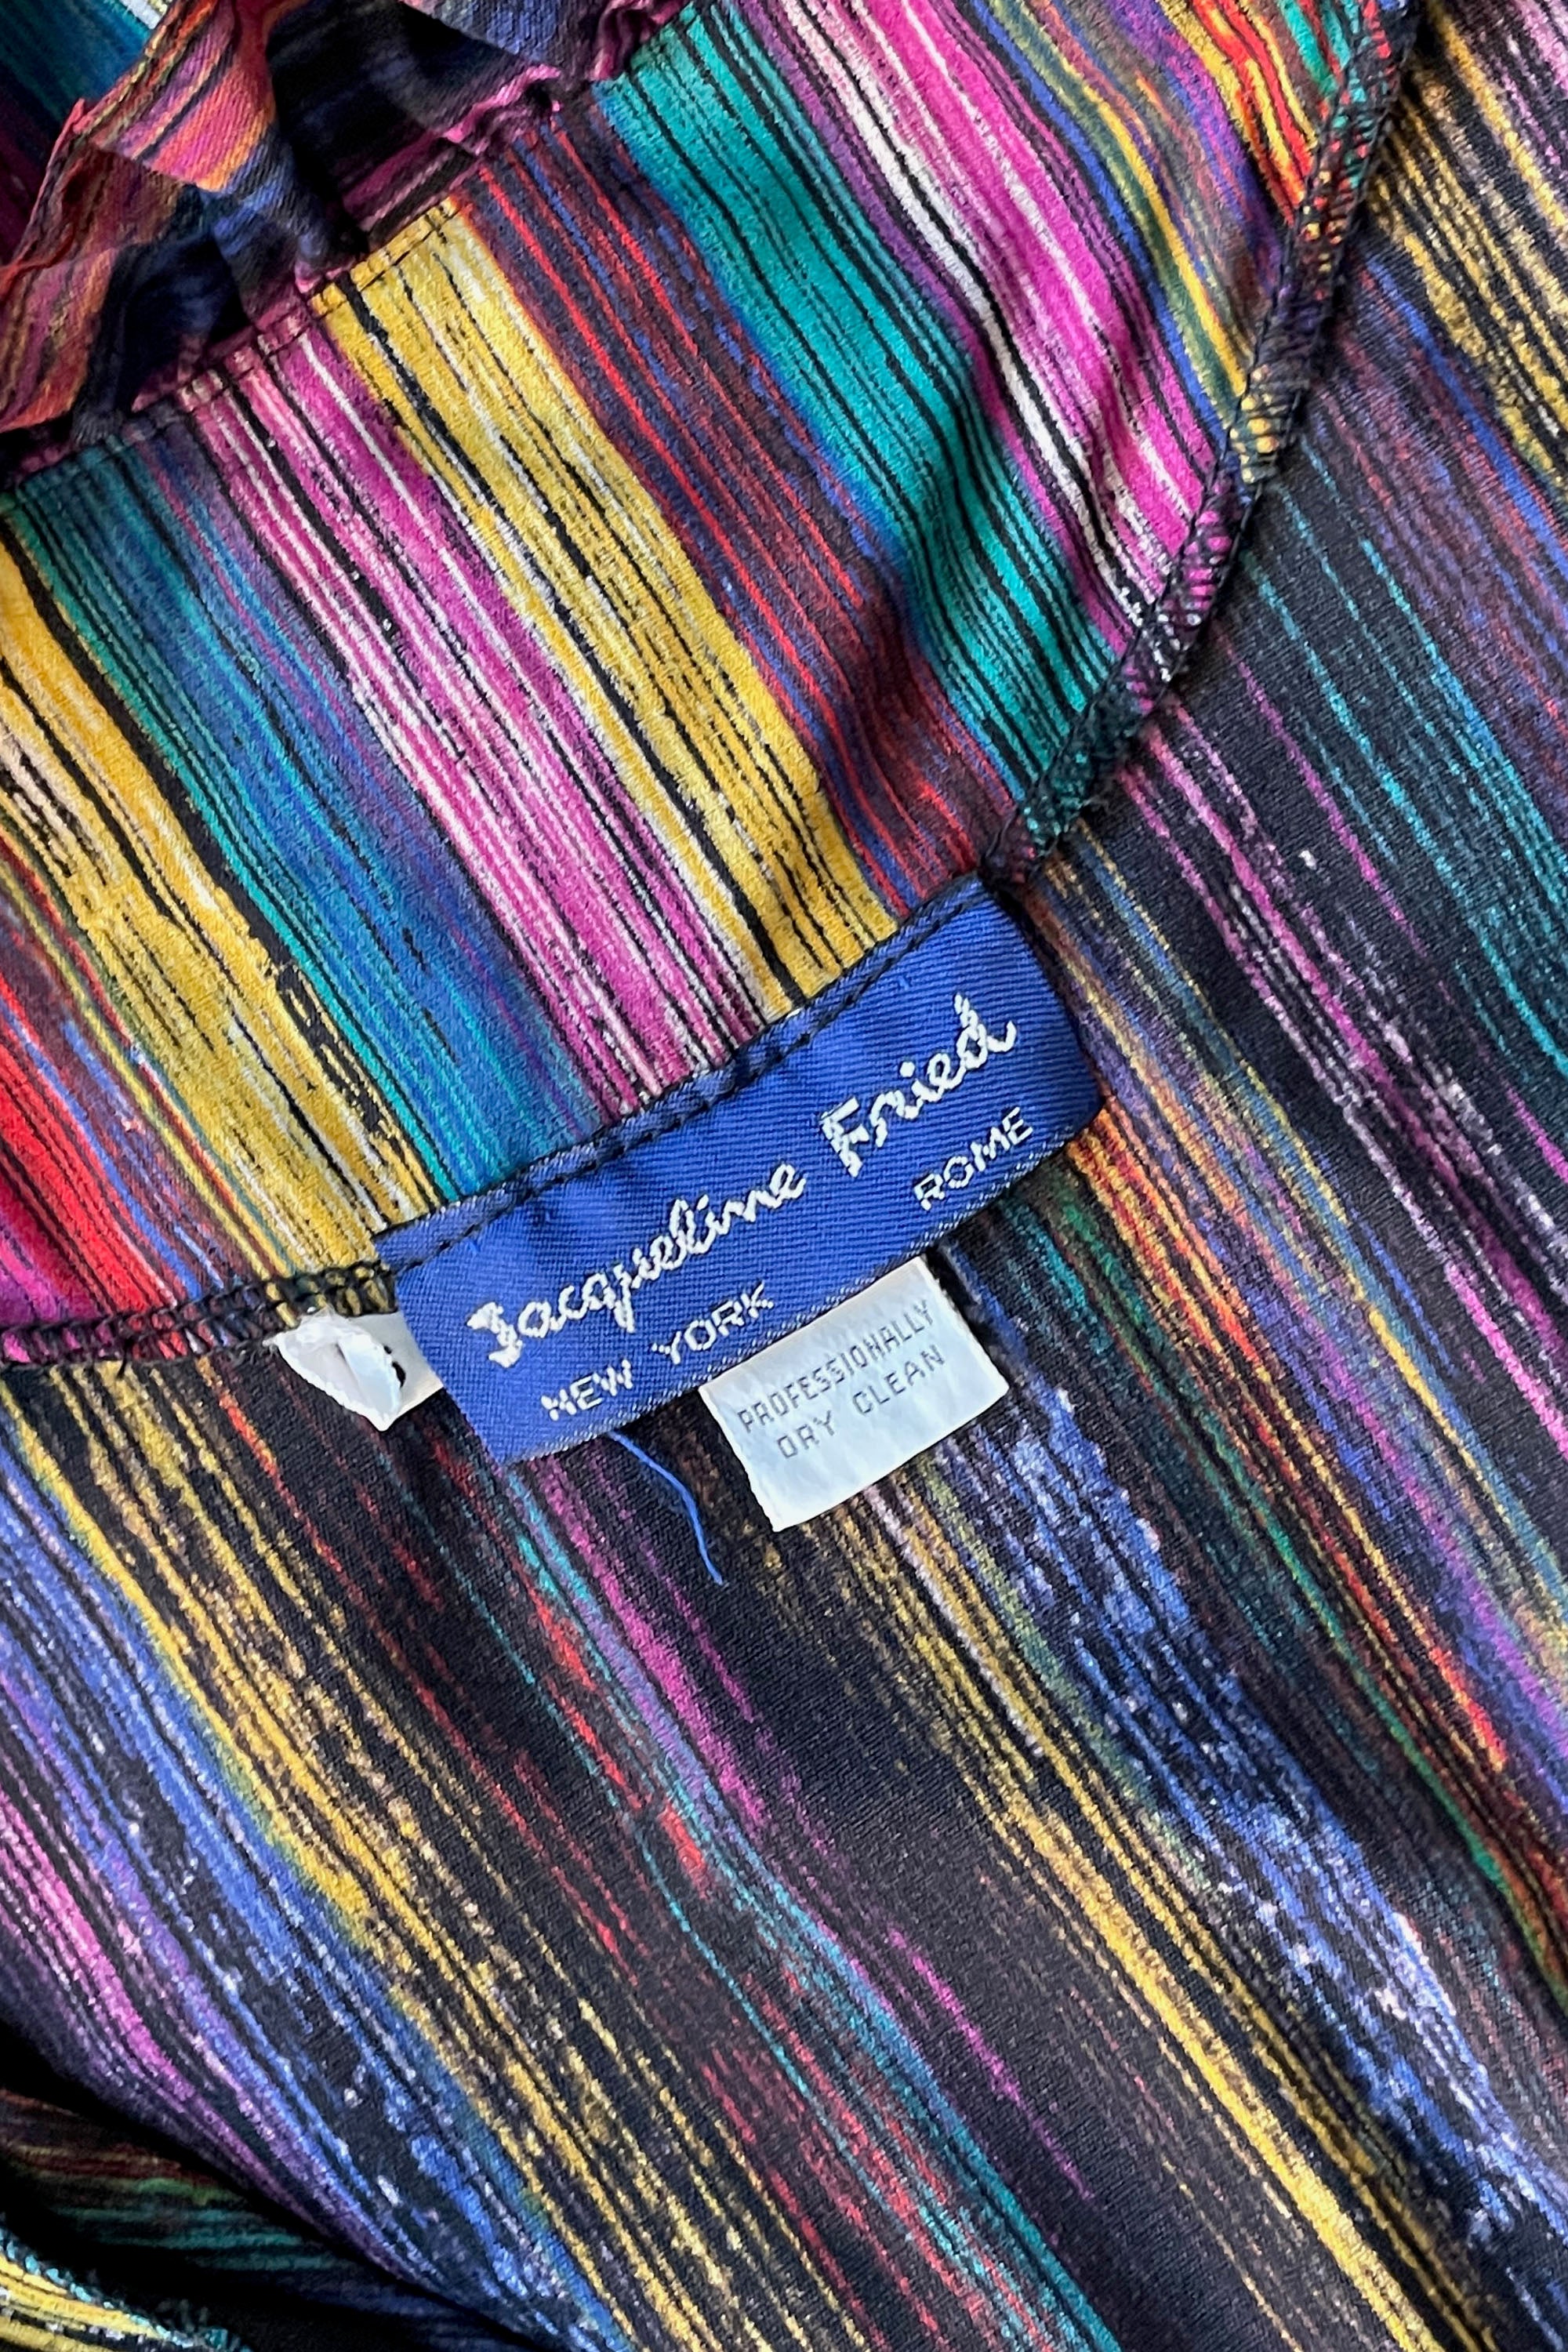 Jacqueline Fried
NEW YORK
ROME
PROFESSIONALLY
DRY CLEAN